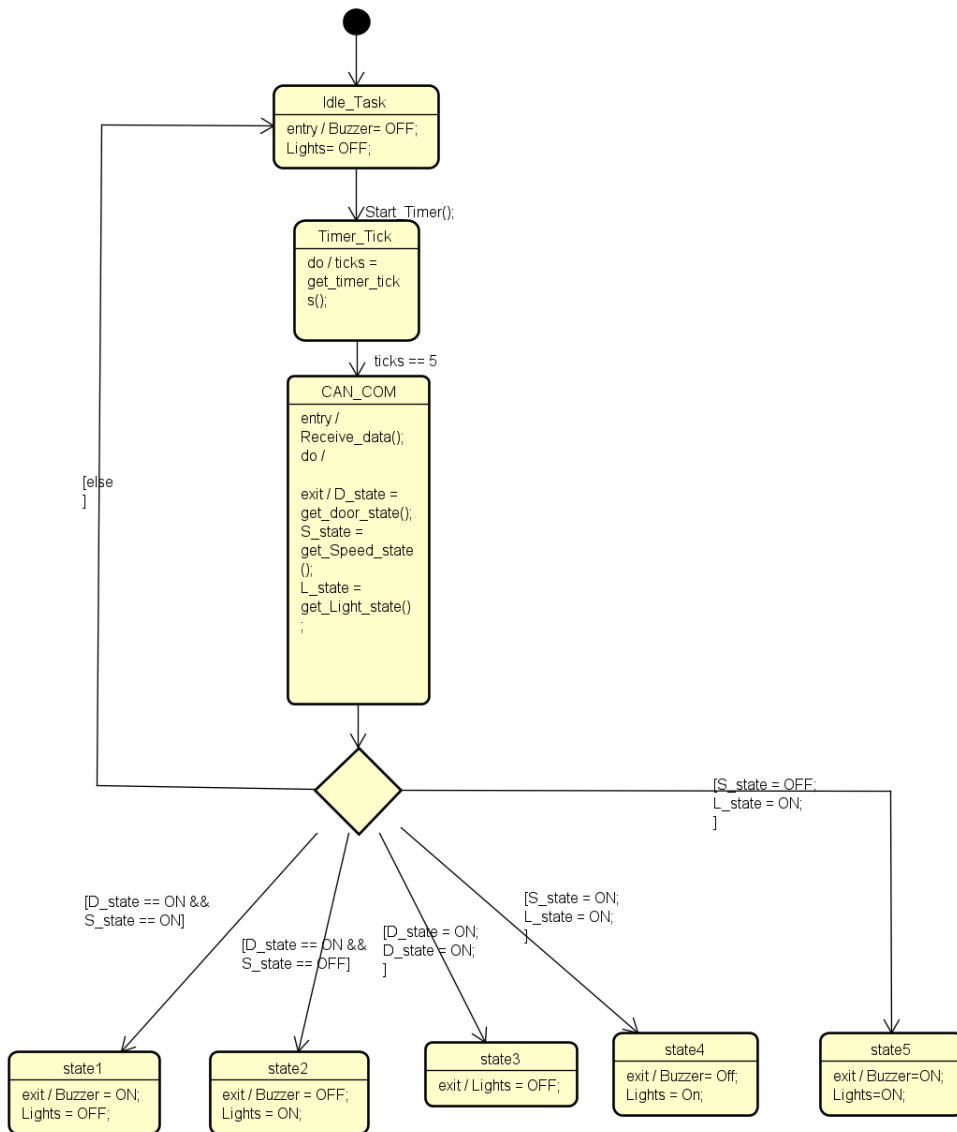 Idle_Task
entry / Buzzer= OFF;
Lights= OFF;
Start_Timer();
Timer_Tick
do / ticks =
get_timer_tick
s();
ticks == 5
CAN_COM
entry /
Receive_data();
do /
exit / D_state =
get_door_state();
S_state =
get_Speed_state
();
L_state =
get_Light_state()
;
[else
]
[S_state = OFF;
L_state = ON;
]
[D_state == ON &&
S_state == ON]
[D_state == ON &&
S_state == OFF]
[D_state = ON;
D_state = ON;
]
[S_state = ON;
L_state = ON;
]
state1
exit / Buzzer = ON;
Lights = OFF;
state2
exit / Buzzer = OFF;
Lights = ON;
state3
exit / Lights = OFF;
state4
exit / Buzzer= Off;
Lights = On;
state5
exit / Buzzer=ON;
Lights=ON;